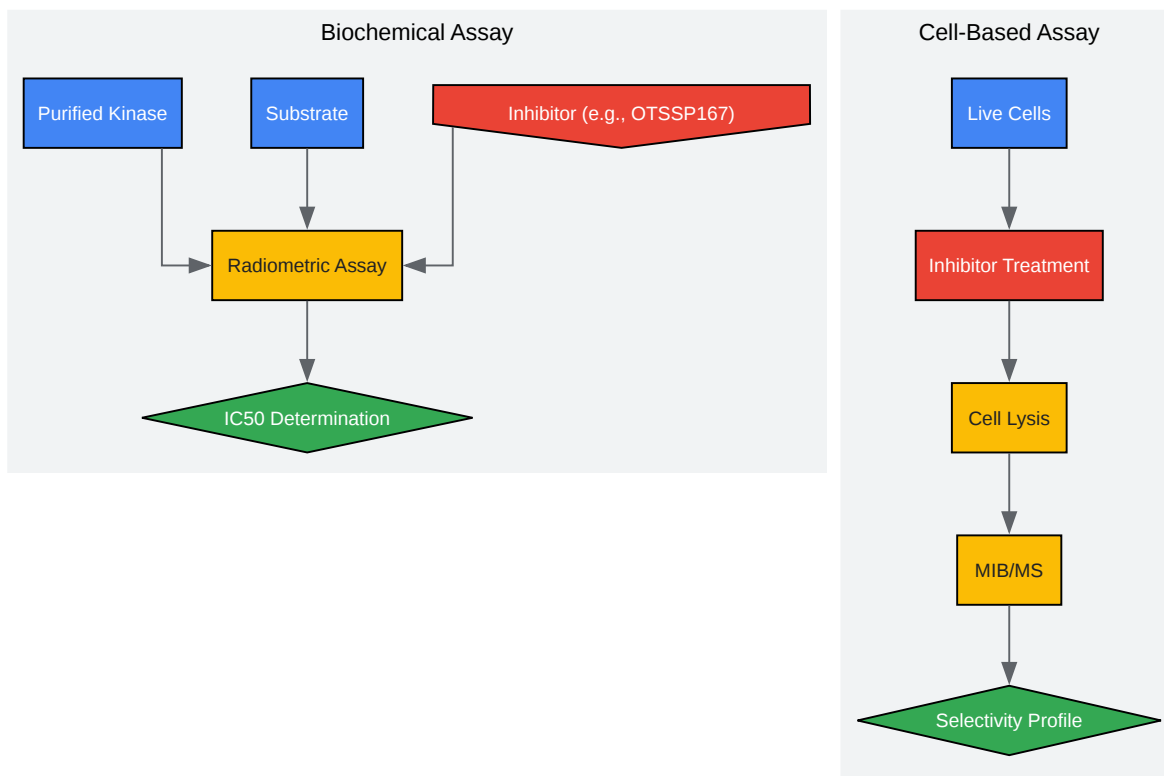 Biochemical Assay
Purified Kinase
Substrate
Inhibitor (e.g., OTSSP167)
Radiometric Assay
IC50 Determination
Cell-Based Assay
Live Cells
Inhibitor Treatment
Cell Lysis
MIB/MS
Selectivity Profile